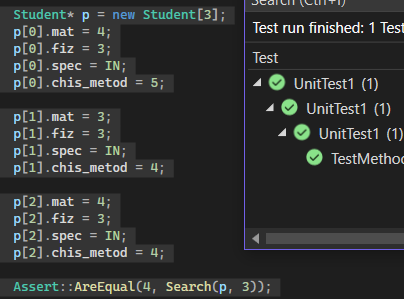 Student* p = new Student[3];
p[0].mat = 4;
p[0].fiz = 3;
p[0].spec = IN;
p[0].chis_metod = 5;
p[1].mat = 3;
p[1].fiz = 3;
p[1].spec = IN;
p[1].chis_metod = 4;
p[2].mat = 4;
p[2].fiz = 3;
p[2].spec = IN;
p[2].chis_metod = 4;
Assert::AreEqual(4, Search(p, 3));
Search (Ctrl+I)
Test run finished: 1 Test
Test
UnitTest1 (1)
UnitTest1 (1)
UnitTest1 (1)
TestMetho